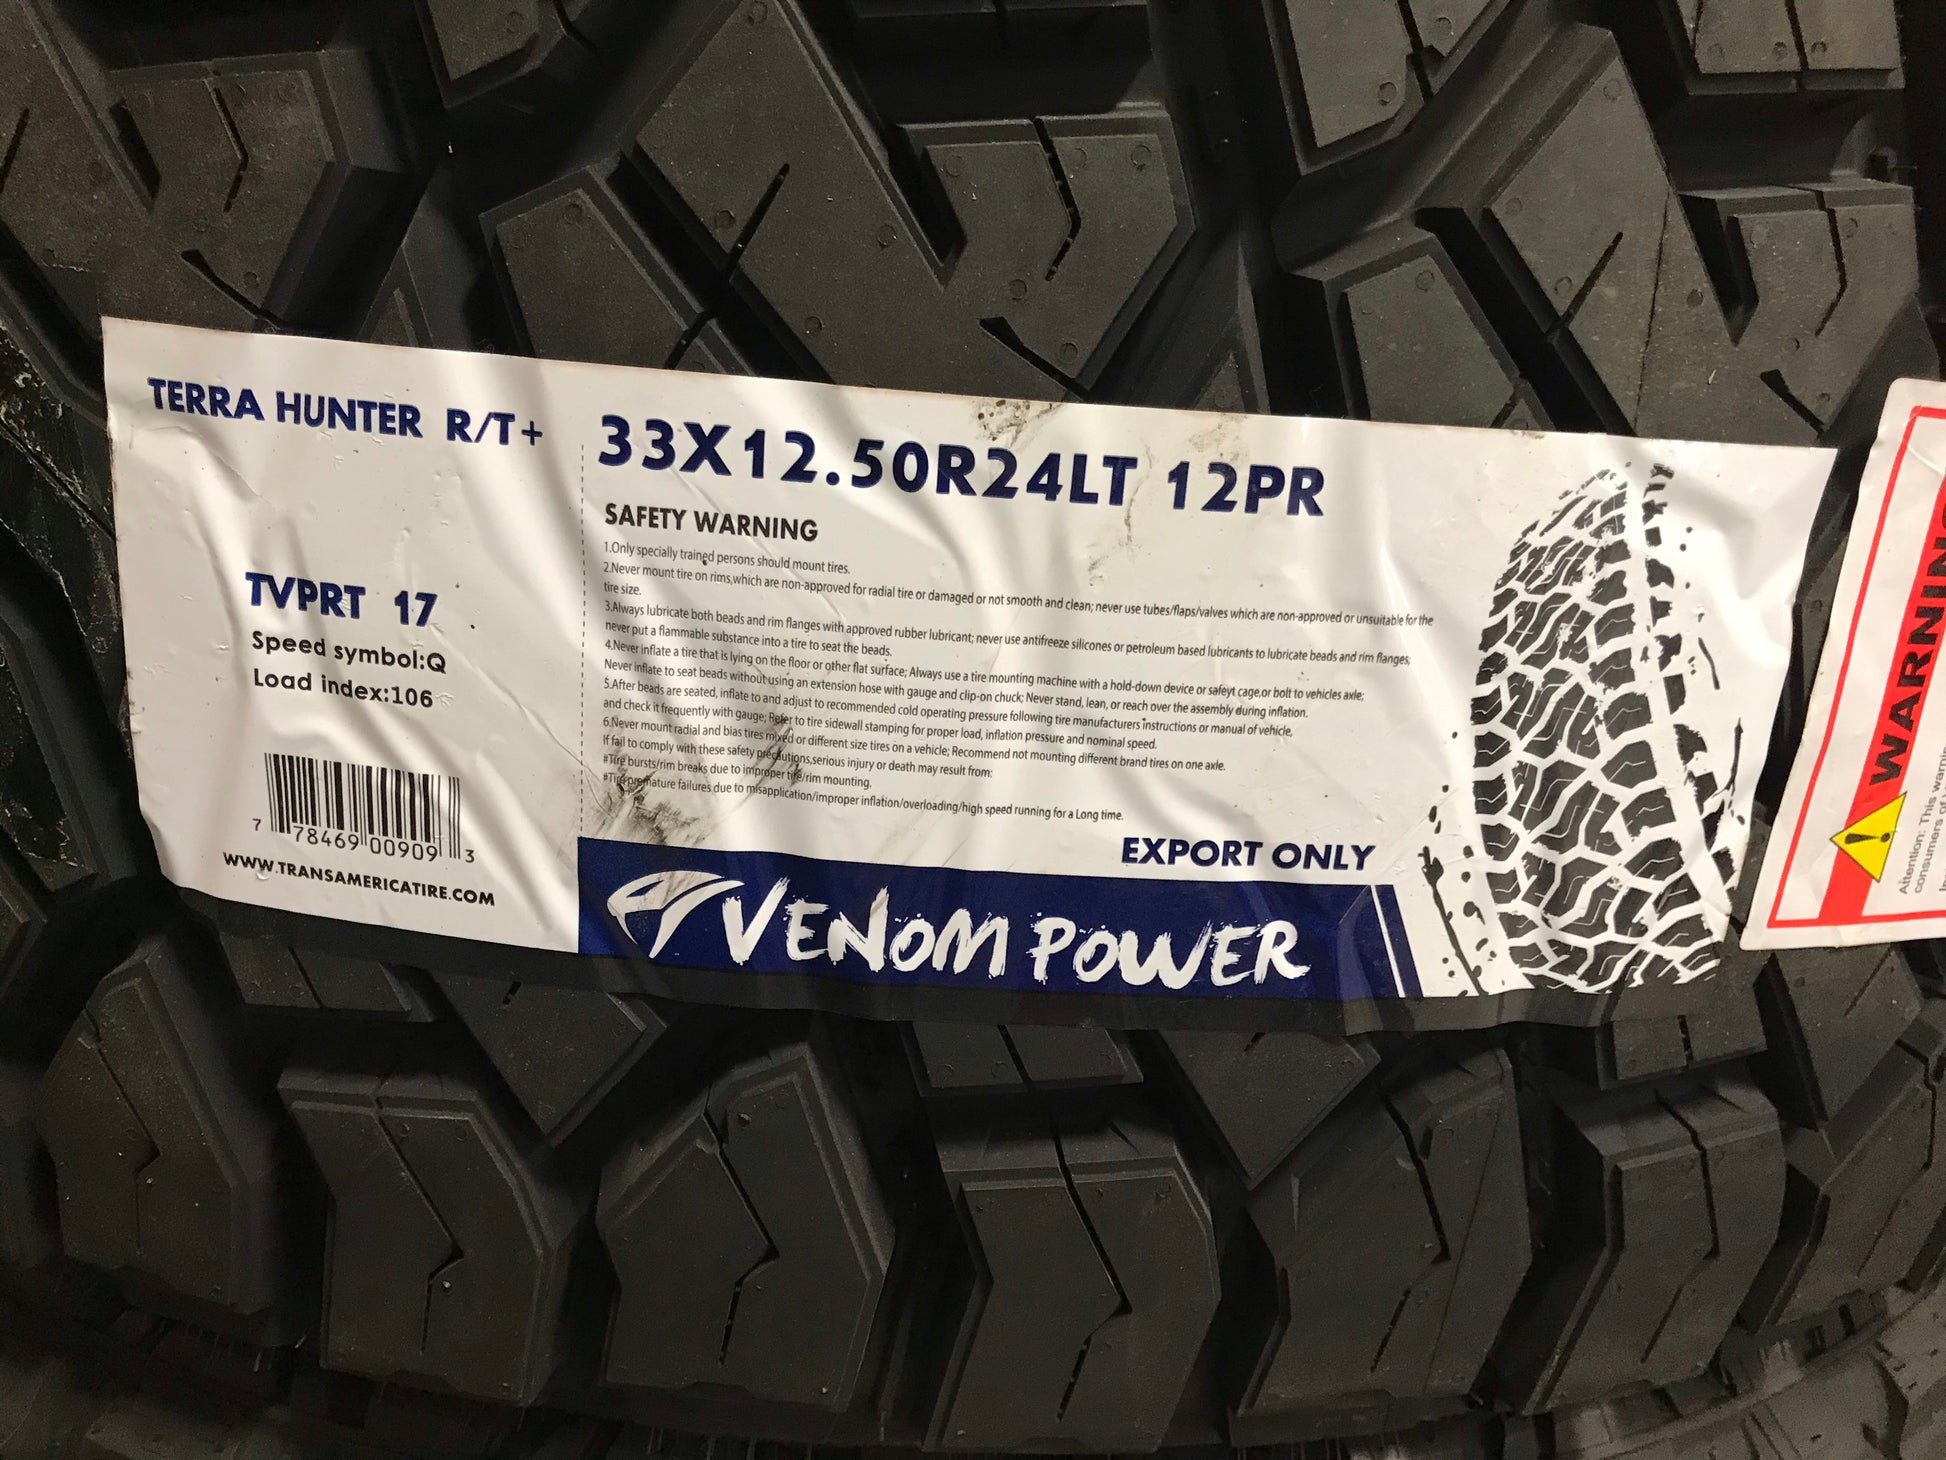 TERRA HUNTER R/T+
33X12.50R24LT 12PR
TVPRT 17
Speed symbol:Q
Load index:106
7 78469 00909 3
WWW.TRANSAMERICATIRE.COM
SAFETY WARNING
1.Only specially trained persons should mount tires.
2.Never mount tire on rims,which are non-approved for radial tire or damaged or not smooth and clean; never use tubes/flaps/valves which are non-approved or unsuitable for the
tire size.
3.Always lubricate both beads and rim flanges with approved rubber lubricant; never use antifreeze silicones or petroleum based lubricants to lubricate beads and rim flanges;
never put a flammable substance into a tire to seat the beads.
4.Never inflate a tire that is lying on the floor or other flat surface; Always use a tire mounting machine with a hold-down device or safeyt cage,or bolt to vehicles axle;
Never inflate to seat beads without using an extension hose with gauge and clip-on chuck; Never stand, lean, or reach over the assembly during inflation.
5.After beads are seated, inflate to and adjust to recommended cold operating pressure following tire manufacturers instructions or manual of vehicle,
and check it frequently with gauge; Refer to tire sidewall stamping for proper load, inflation pressure and nominal speed.
6.Never mount radial and bias tires mixed or different size tires on a vehicle; Recommend not mounting different brand tires on one axle.
If fail to comply with these safety precautions,serious injury or death may result from:
#Tire bursts/rim breaks due to improper tire/rim mounting.
#Tire premature failures due to misapplication/improper inflation/overloading/high speed running for a Long time.
EXPORT ONLY
VENOM POWER
WARNING
Attention: This
consumers of